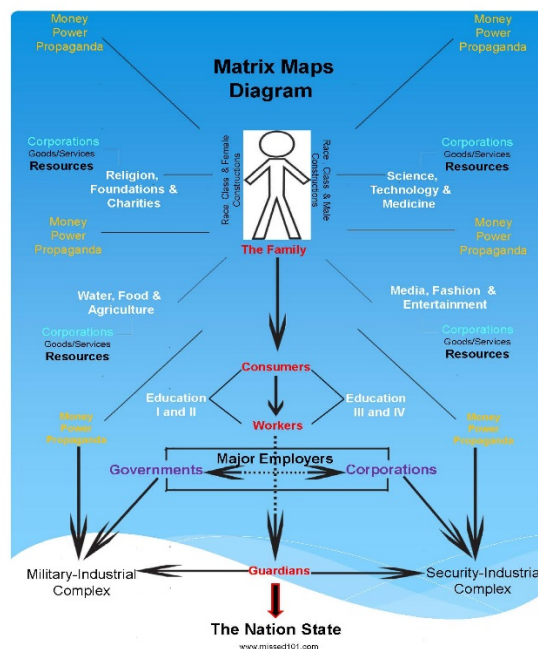 Money
Power
Propaganda
Money
Power
Propaganda
Matrix Maps
Diagram
Corporations
Goods/Services
Resources
Religion,
Foundations &
Charities
Race, Class & Female
Constructions
Race, Class & Male
Constructions
Corporations
Goods/Services
Resources
Science,
Technology &
Medicine
Money
Power
Propaganda
The Family
Money
Power
Propaganda
Water, Food &
Agriculture
Corporations
Goods/Services
Resources
Media, Fashion &
Entertainment
Corporations
Goods/Services
Resources
Consumers
Education
I and II
Education
III and IV
Workers
Money
Power
Propaganda
Money
Power
Propaganda
Major Employers
Governments
Corporations
Military-Industrial
Complex
Guardians
Security-Industrial
Complex
The Nation State
www.missed101.com